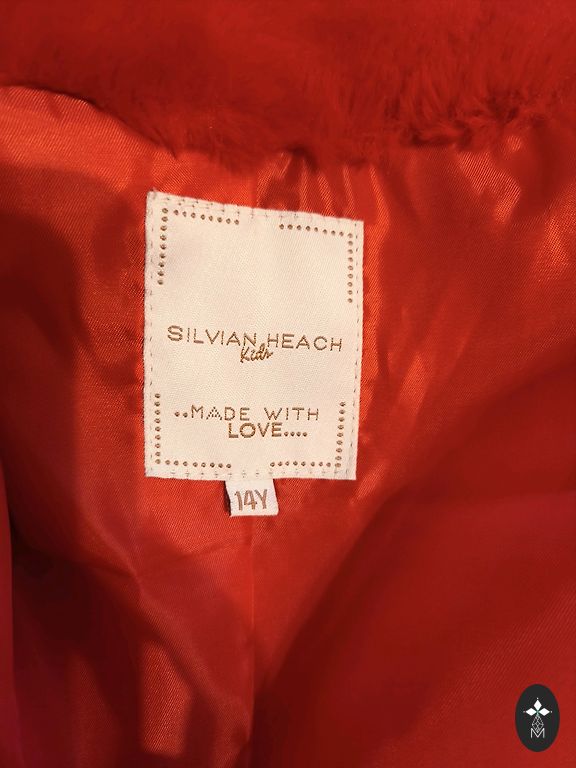 SILVIAN HEACH
Kids
..MADE WITH
LOVE....
14Y
M